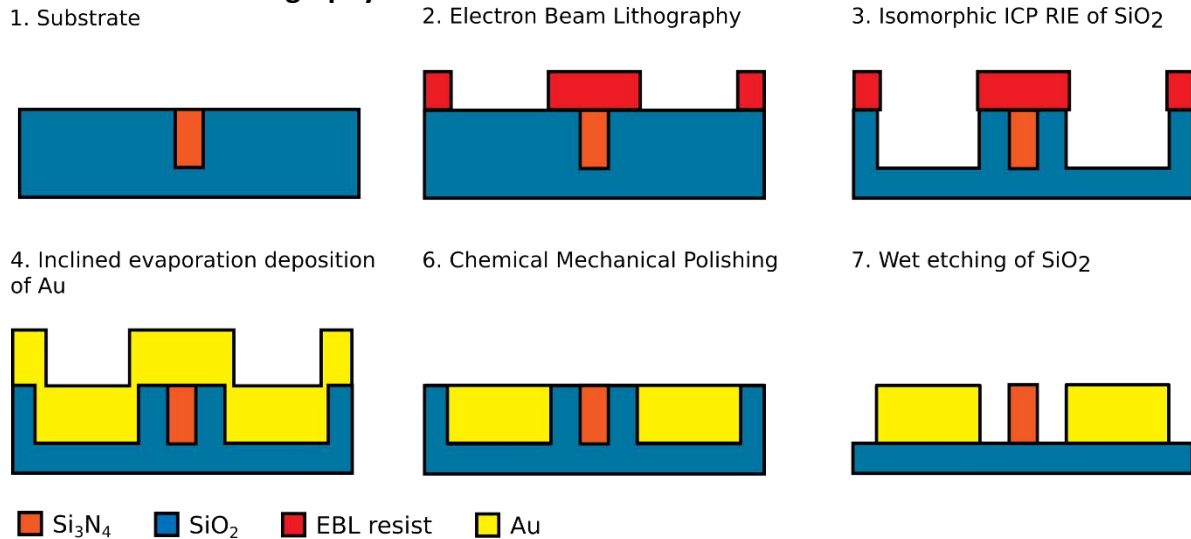 1. Substrate
2. Electron Beam Lithography
3. Isomorphic ICP RIE of SiO2
4. Inclined evaporation deposition
of Au
6. Chemical Mechanical Polishing
7. Wet etching of SiO2
Si3N4
SiO2
EBL resist
Au